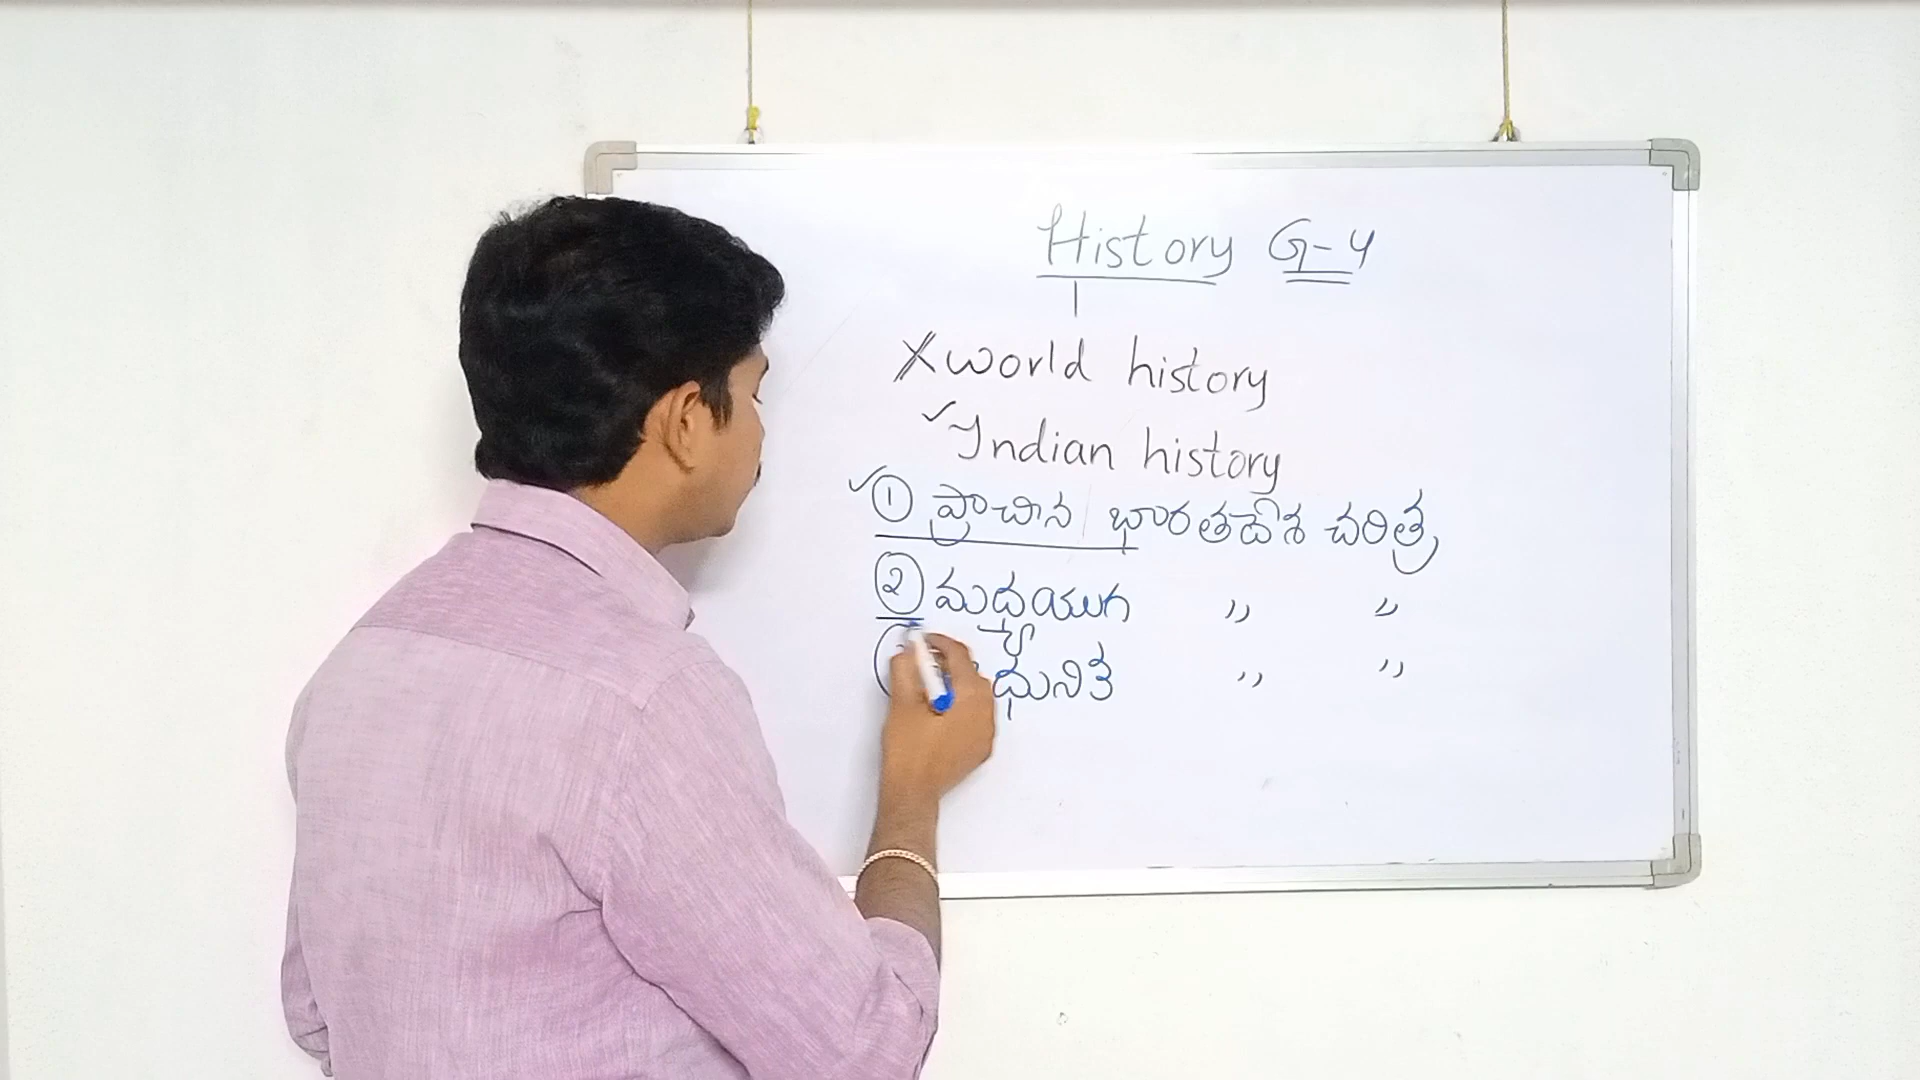 History G-4
X world history
✓ Indian history
✓ ① ప్రాచీన భారతదేశ చరిత్ర
② మధ్యయుగ " "
ధునిక " "